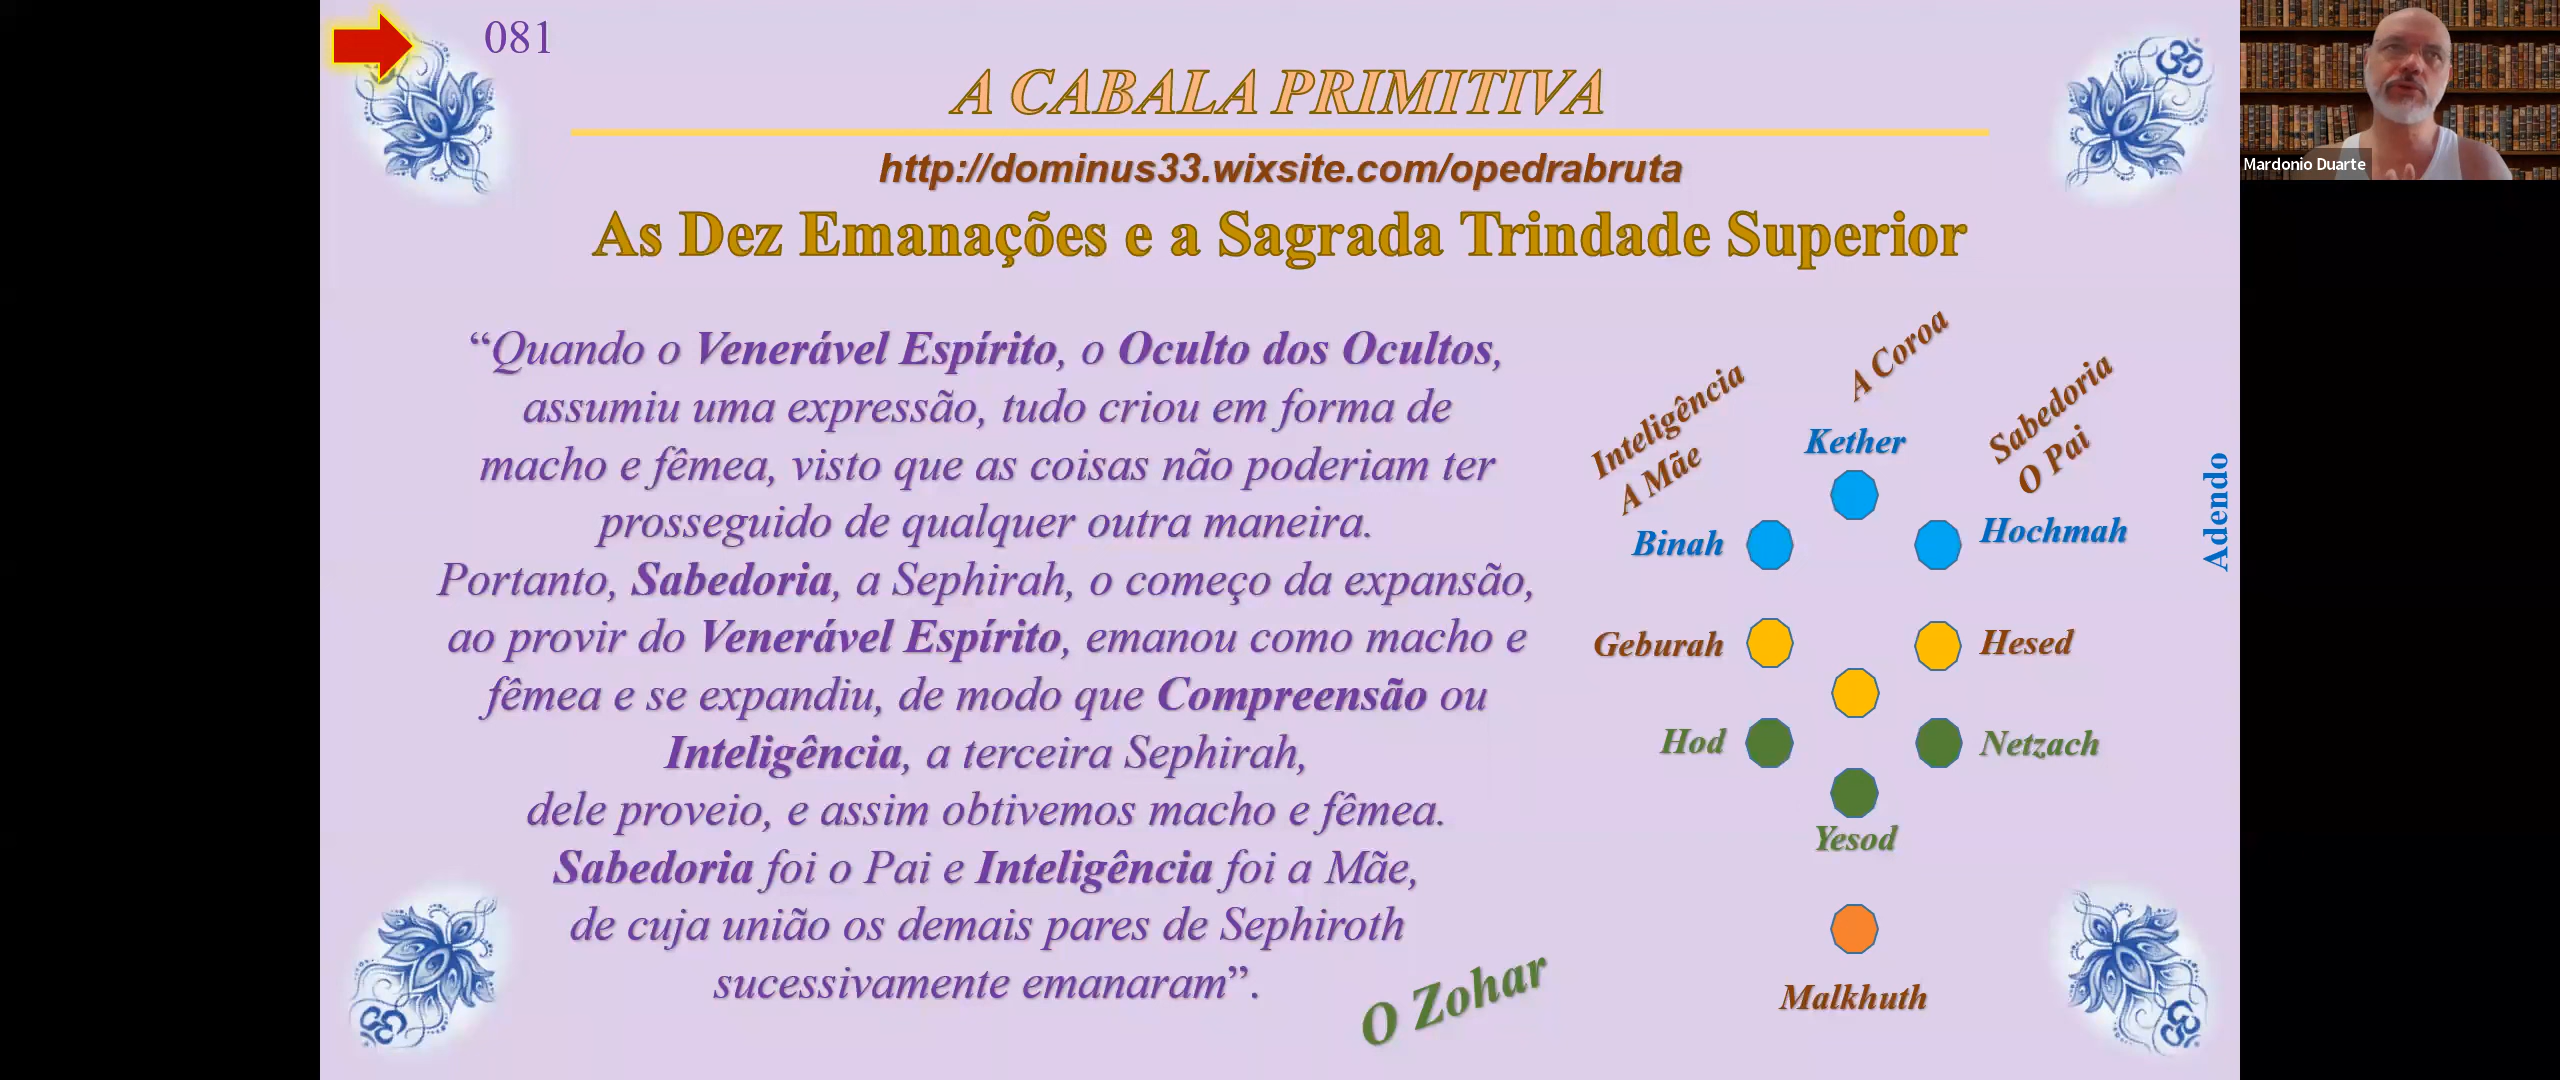 081
A CABALA PRIMITIVA
http://dominus33.wixsite.com/opedrabruta
As Dez Emanações e a Sagrada Trindade Superior
“Quando o Venerável Espírito, o Oculto dos Ocultos,
assumiu uma expressão, tudo criou em forma de
macho e fêmea, visto que as coisas não poderiam ter
prosseguido de qualquer outra maneira.
Portanto, Sabedoria, a Sephirah, o começo da expansão,
ao provir do Venerável Espírito, emanou como macho e
fêmea e se expandiu, de modo que Compreensão ou
Inteligência, a terceira Sephirah,
dele proveio, e assim obtivemos macho e fêmea.
Sabedoria foi o Pai e Inteligência foi a Mãe,
de cuja união os demais pares de Sephiroth
sucessivamente emanaram”.
O Zohar
Inteligência
A Mãe
A Coroa
Sabedoria
O Pai
Kether
Binah
Hochmah
Geburah
Hesed
Hod
Netzach
Yesod
Malkhuth
Adendo
ॐ
ॐ
ॐ
Mardonio Duarte